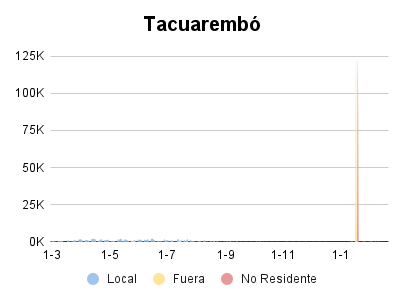 Tacuarembó
125K
100K
75K
50K
25K
0K
1-3 1-5 1-7 1-9 1-11 1-1
Local Fuera No Residente